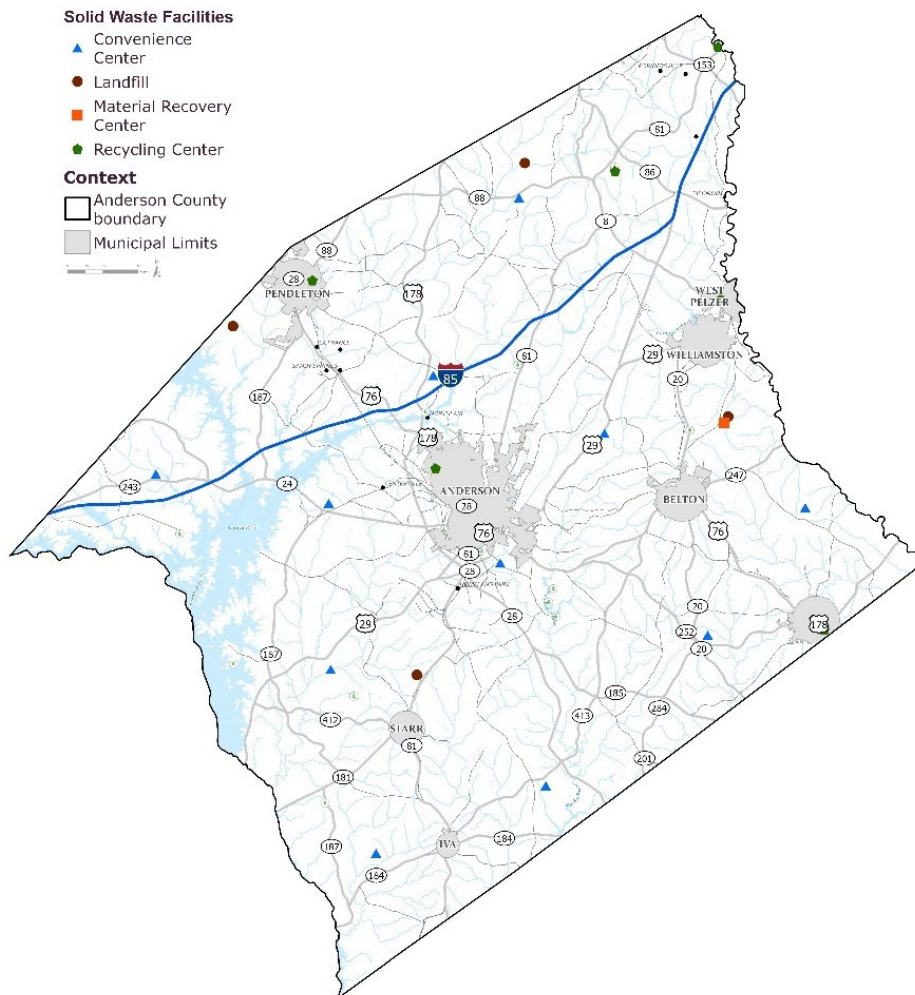 Solid Waste Facilities
Convenience
Center
Landfill
Material Recovery
Center
Recycling Center
Context
Anderson County
boundary
Municipal Limits
153
81
86
88
8
88
28
PENDLETON
178
WEST
PELZER
29
WILLIAMSTON
81
20
85
187
76
178
29
243
24
ANDERSON
28
76
BELTON
247
76
81
28
28
20
252
20
178
29
187
185
284
412
413
STARR
81
201
181
187
184
IVA
184